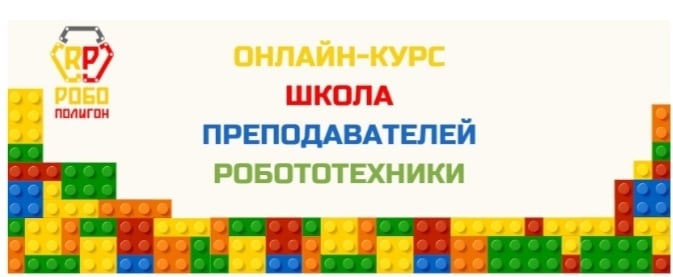 RP
РОБО
ПОЛИГОН
ОНЛАЙН-КУРС
ШКОЛА
ПРЕПОДАВАТЕЛЕЙ
РОБОТОТЕХНИКИ